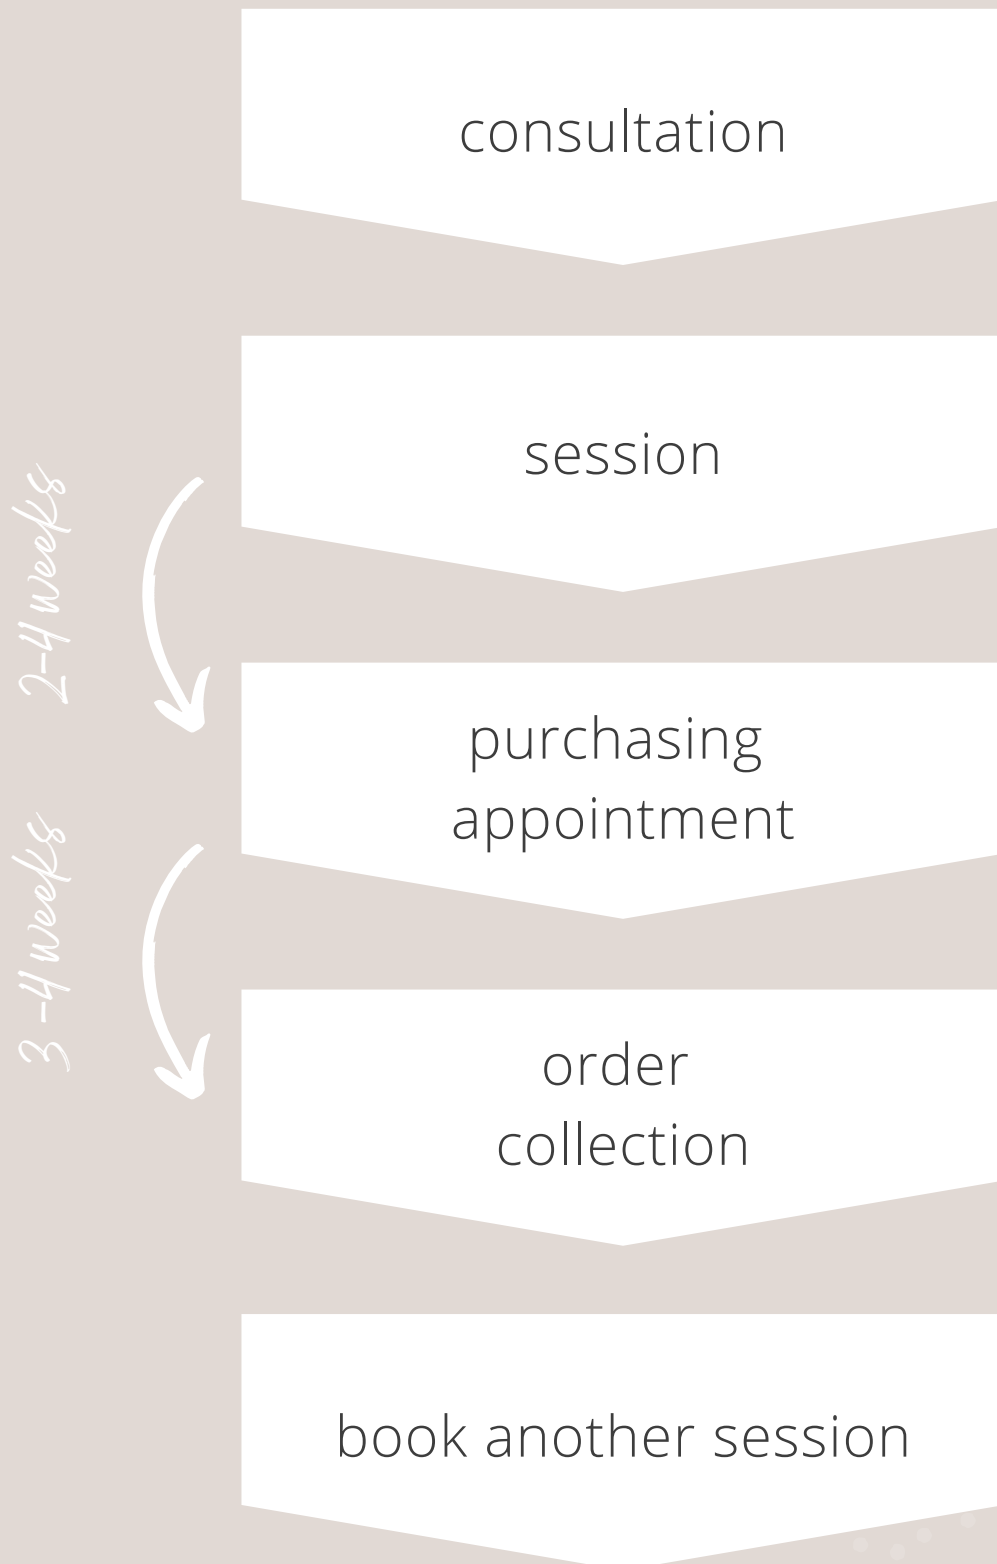 consultation
session
2-4 weeks
purchasing
appointment
3-4 weeks
order
collection
book another session